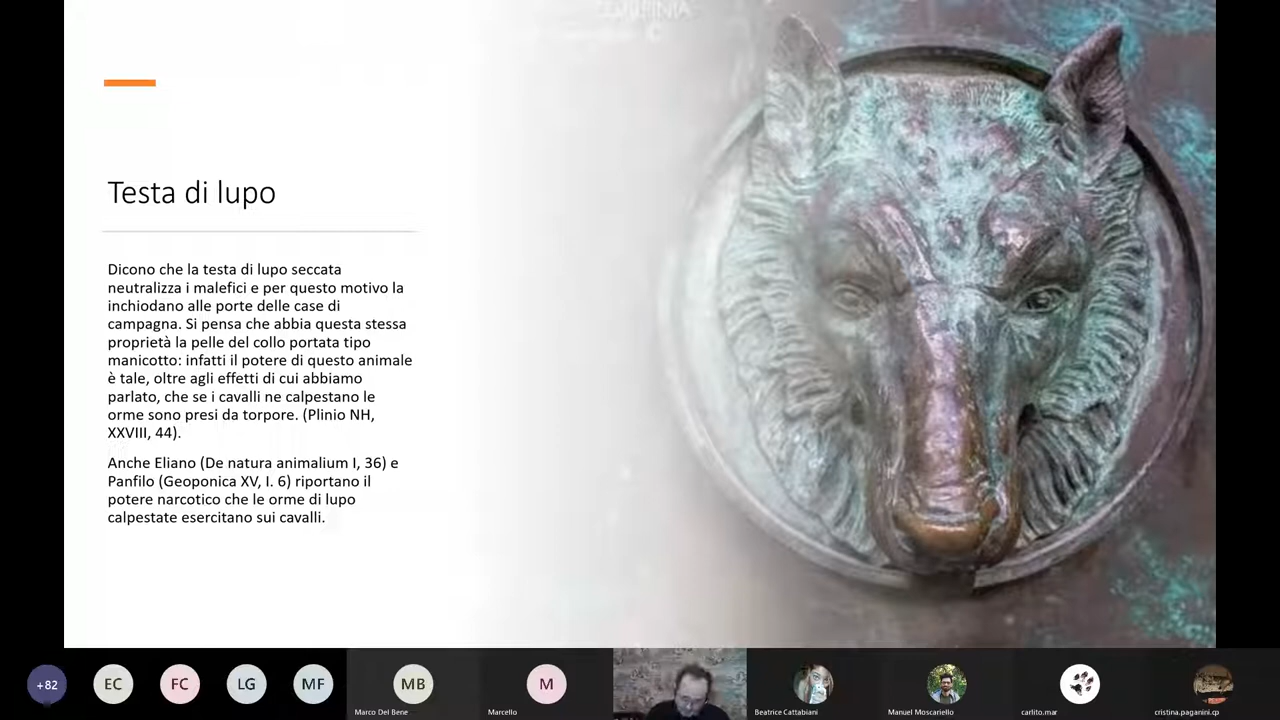 Testa di lupo
Dicono che la testa di lupo seccata
neutralizza i malefici e per questo motivo la
inchiodano alle porte delle case di
campagna. Si pensa che abbia questa stessa
proprietà la pelle del collo portata tipo
manicotto: infatti il potere di questo animale
è tale, oltre agli effetti di cui abbiamo
parlato, che se i cavalli ne calpestano le
orme sono presi da torpore. (Plinio NH,
XXVIII, 44).
Anche Eliano (De natura animalium I, 36) e
Panfilo (Geoponica XV, I. 6) riportano il
potere narcotico che le orme di lupo
calpestate esercitano sui cavalli.
+82
EC
FC
LG
MF
MB
M
Marco Del Bene
Marcello
Beatrice Cattabiani
Manuel Moscariello
carlito.mar
cristina.paganini.cp